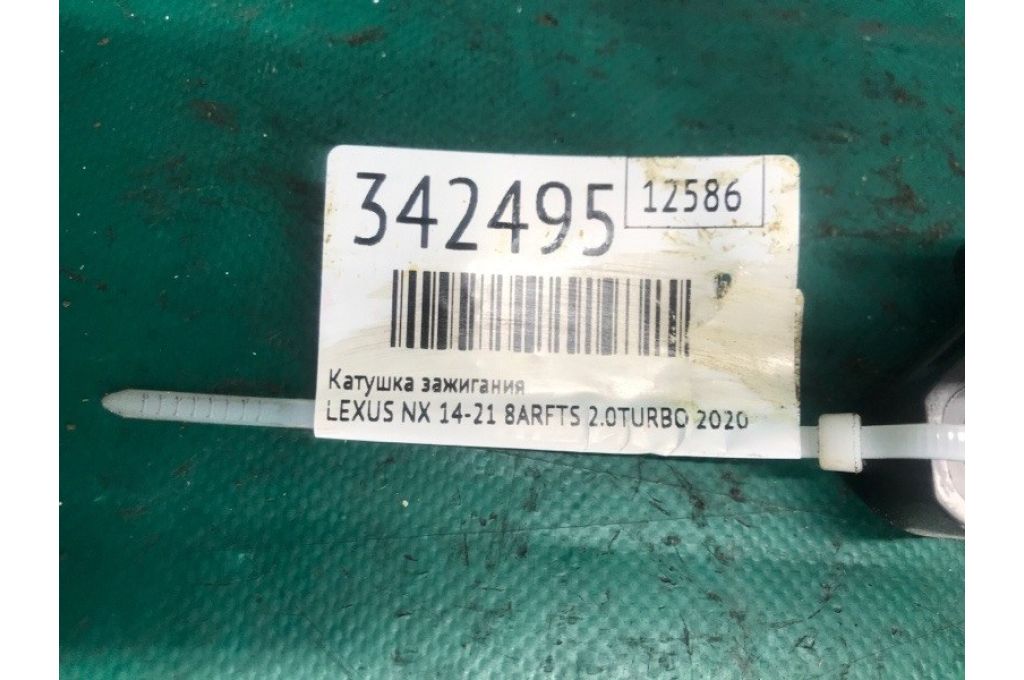 342495
12586
Катушка зажигания
LEXUS NX 14-21 8ARFTS 2.0TURBO 2020